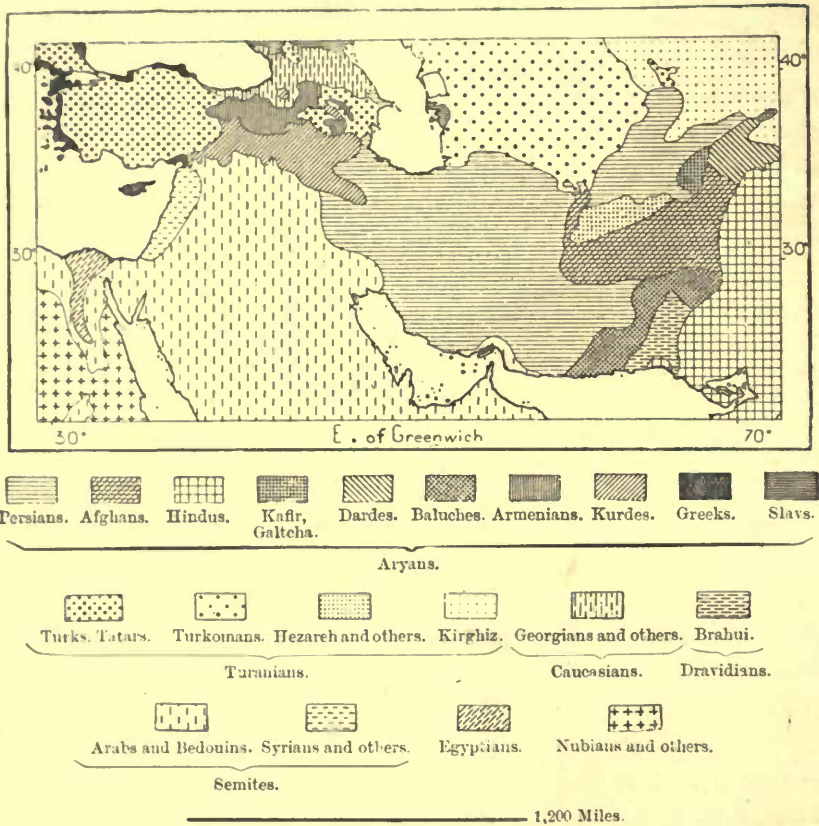 40° 40°
30° 30°
30° E. of Greenwich 70°
Persians. Afghans. Hindus. Kafir, Galtcha. Dardes. Baluches. Armenians. Kurdes. Greeks. Slavs.
Aryans.
Turks. Tatars. Turkomans. Hezareh and others. Kirghiz. Georgians and others. Brahui.
Turanians. Caucasians. Dravidians.
Arabs and Bedouins. Syrians and others. Egyptians. Nubians and others.
Semites.
1,200 Miles.